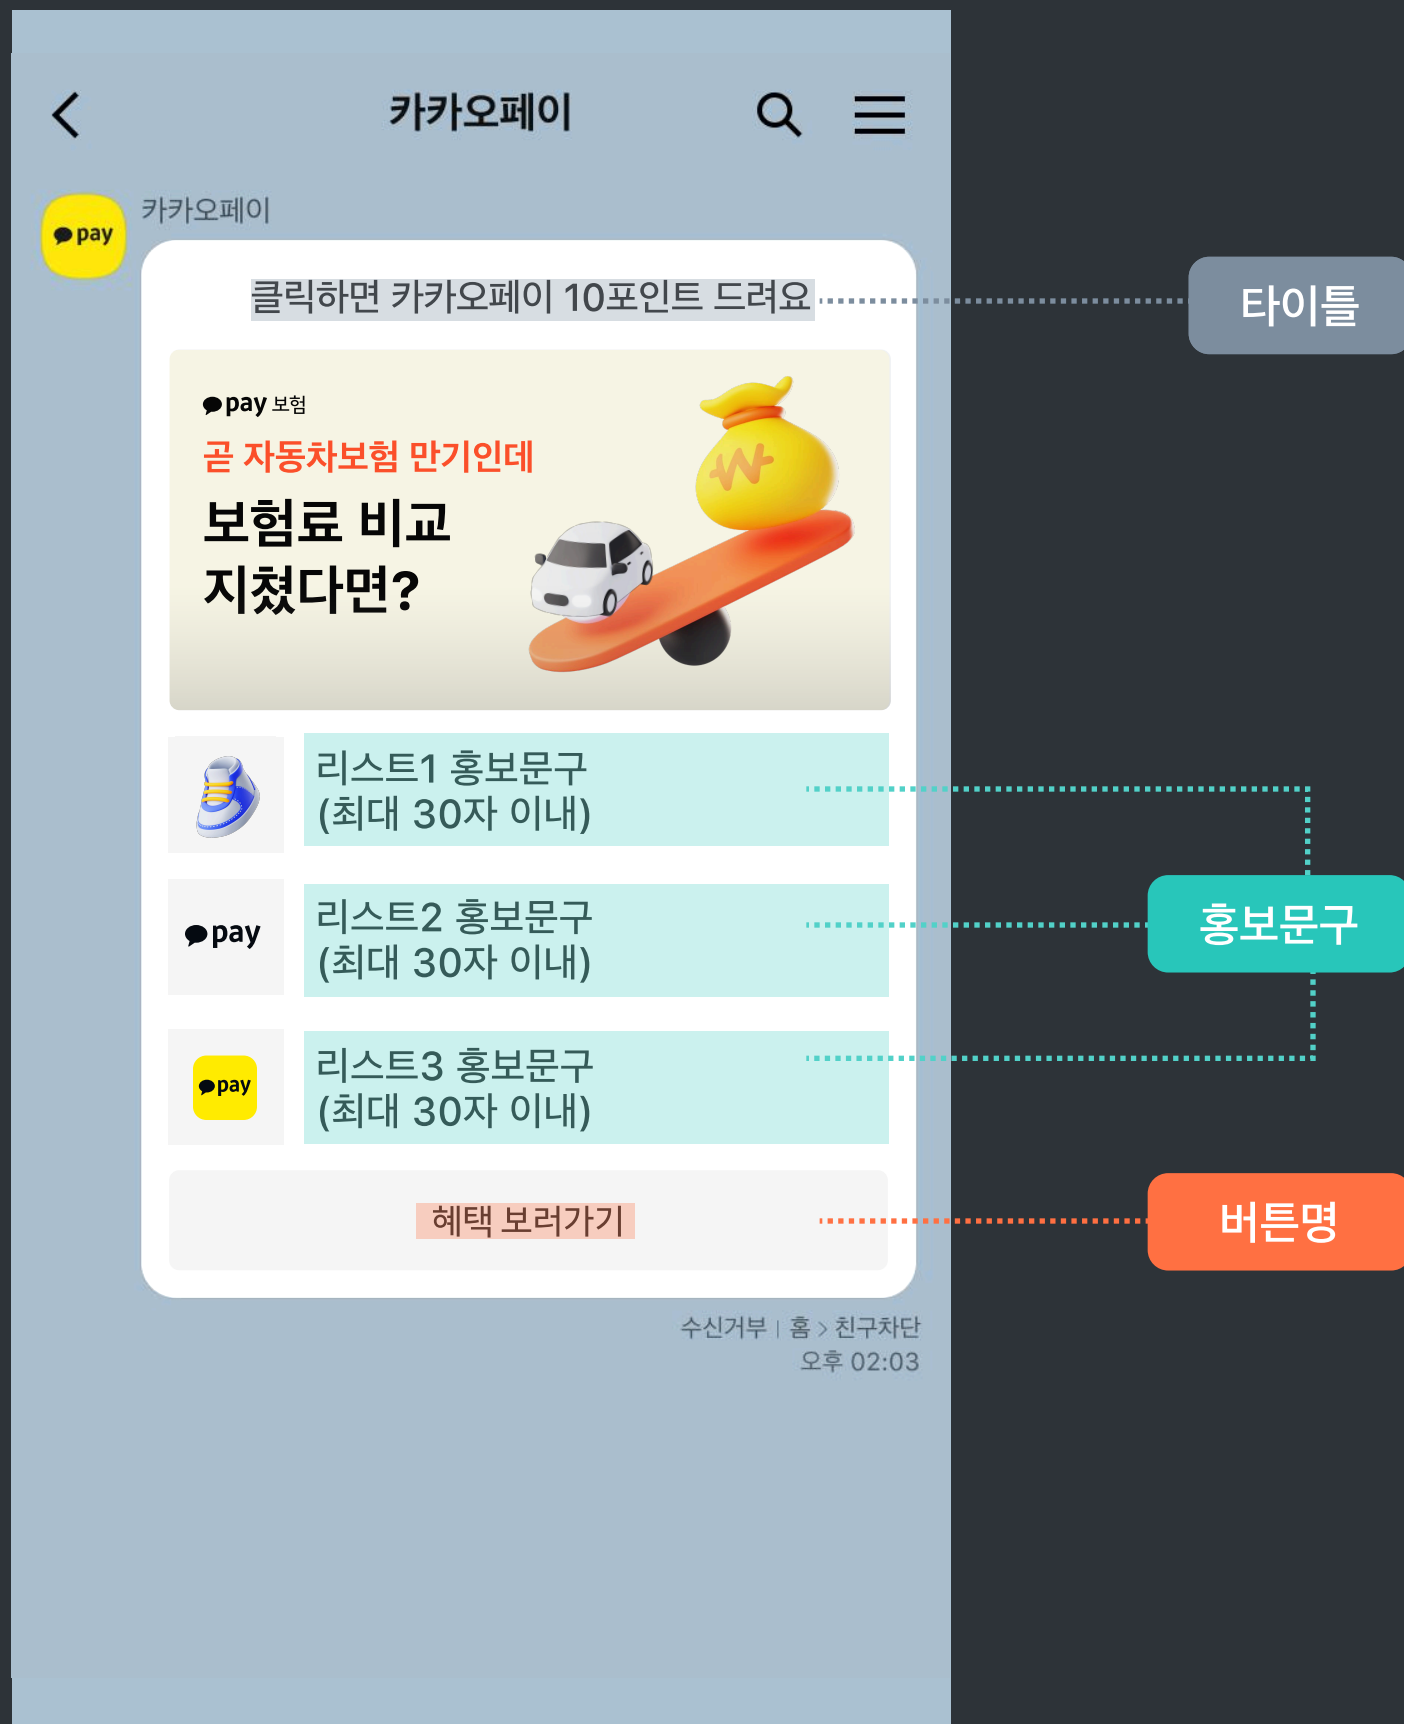 카카오페이
pay
카카오페이
클릭하면 카카오페이 10포인트 드려요
타이틀
pay 보험
곧 자동차보험 만기인데
보험료 비교
지쳤다면?
리스트1 홍보문구
(최대 30자 이내)
pay
리스트2 홍보문구
(최대 30자 이내)
홍보문구
pay
리스트3 홍보문구
(최대 30자 이내)
혜택 보러가기
버튼명
수신거부 | 홈 > 친구차단
오후 02:03